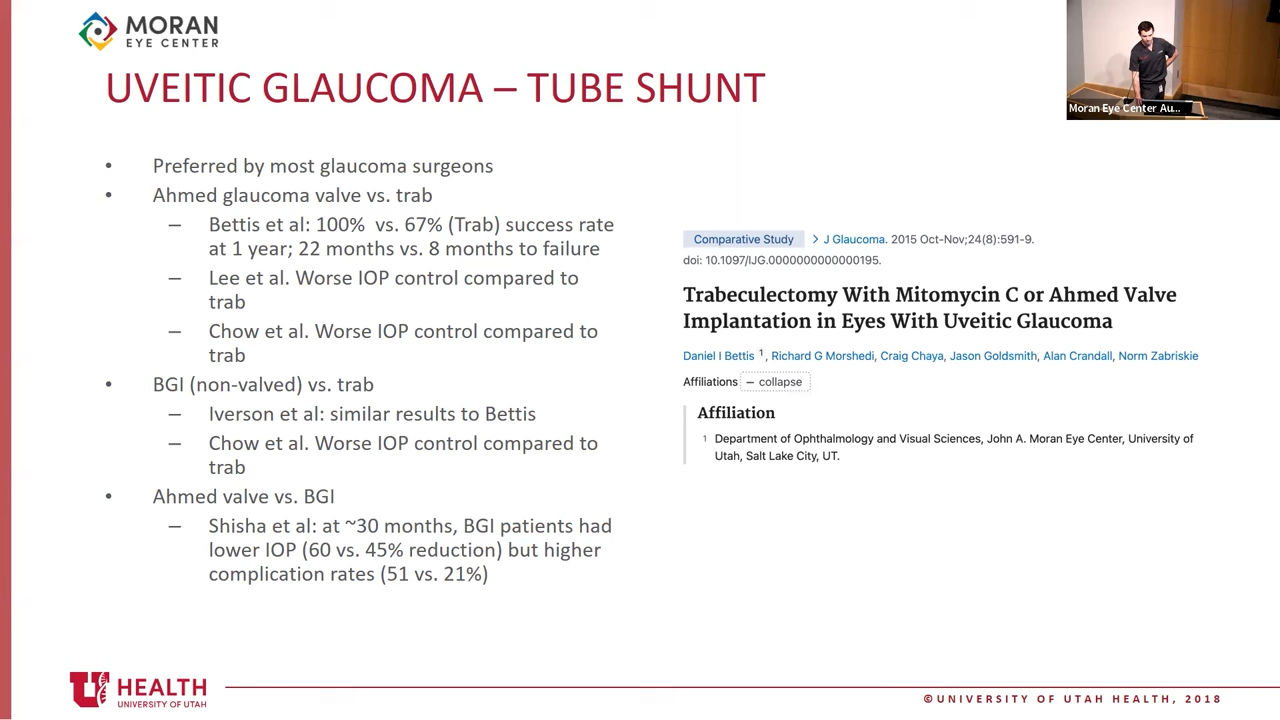 MORAN
EYE CENTER
UVEITIC GLAUCOMA – TUBE SHUNT
Moran Eye Center Au...
• Preferred by most glaucoma surgeons
• Ahmed glaucoma valve vs. trab
– Bettis et al: 100% vs. 67% (Trab) success rate
at 1 year; 22 months vs. 8 months to failure
– Lee et al. Worse IOP control compared to
trab
– Chow et al. Worse IOP control compared to
trab
• BGI (non-valved) vs. trab
– Iverson et al: similar results to Bettis
– Chow et al. Worse IOP control compared to
trab
• Ahmed valve vs. BGI
– Shisha et al: at ~30 months, BGI patients had
lower IOP (60 vs. 45% reduction) but higher
complication rates (51 vs. 21%)
Comparative Study > J Glaucoma. 2015 Oct-Nov;24(8):591-9.
doi: 10.1097/IJG.0000000000000195.
Trabeculectomy With Mitomycin C or Ahmed Valve
Implantation in Eyes With Uveitic Glaucoma
Daniel I Bettis 1, Richard G Morshedi, Craig Chaya, Jason Goldsmith, Alan Crandall, Norm Zabriskie
Affiliations – collapse
Affiliation
1 Department of Ophthalmology and Visual Sciences, John A. Moran Eye Center, University of
Utah, Salt Lake City, UT.
U HEALTH
UNIVERSITY OF UTAH
©UNIVERSITY OF UTAH HEALTH, 2018